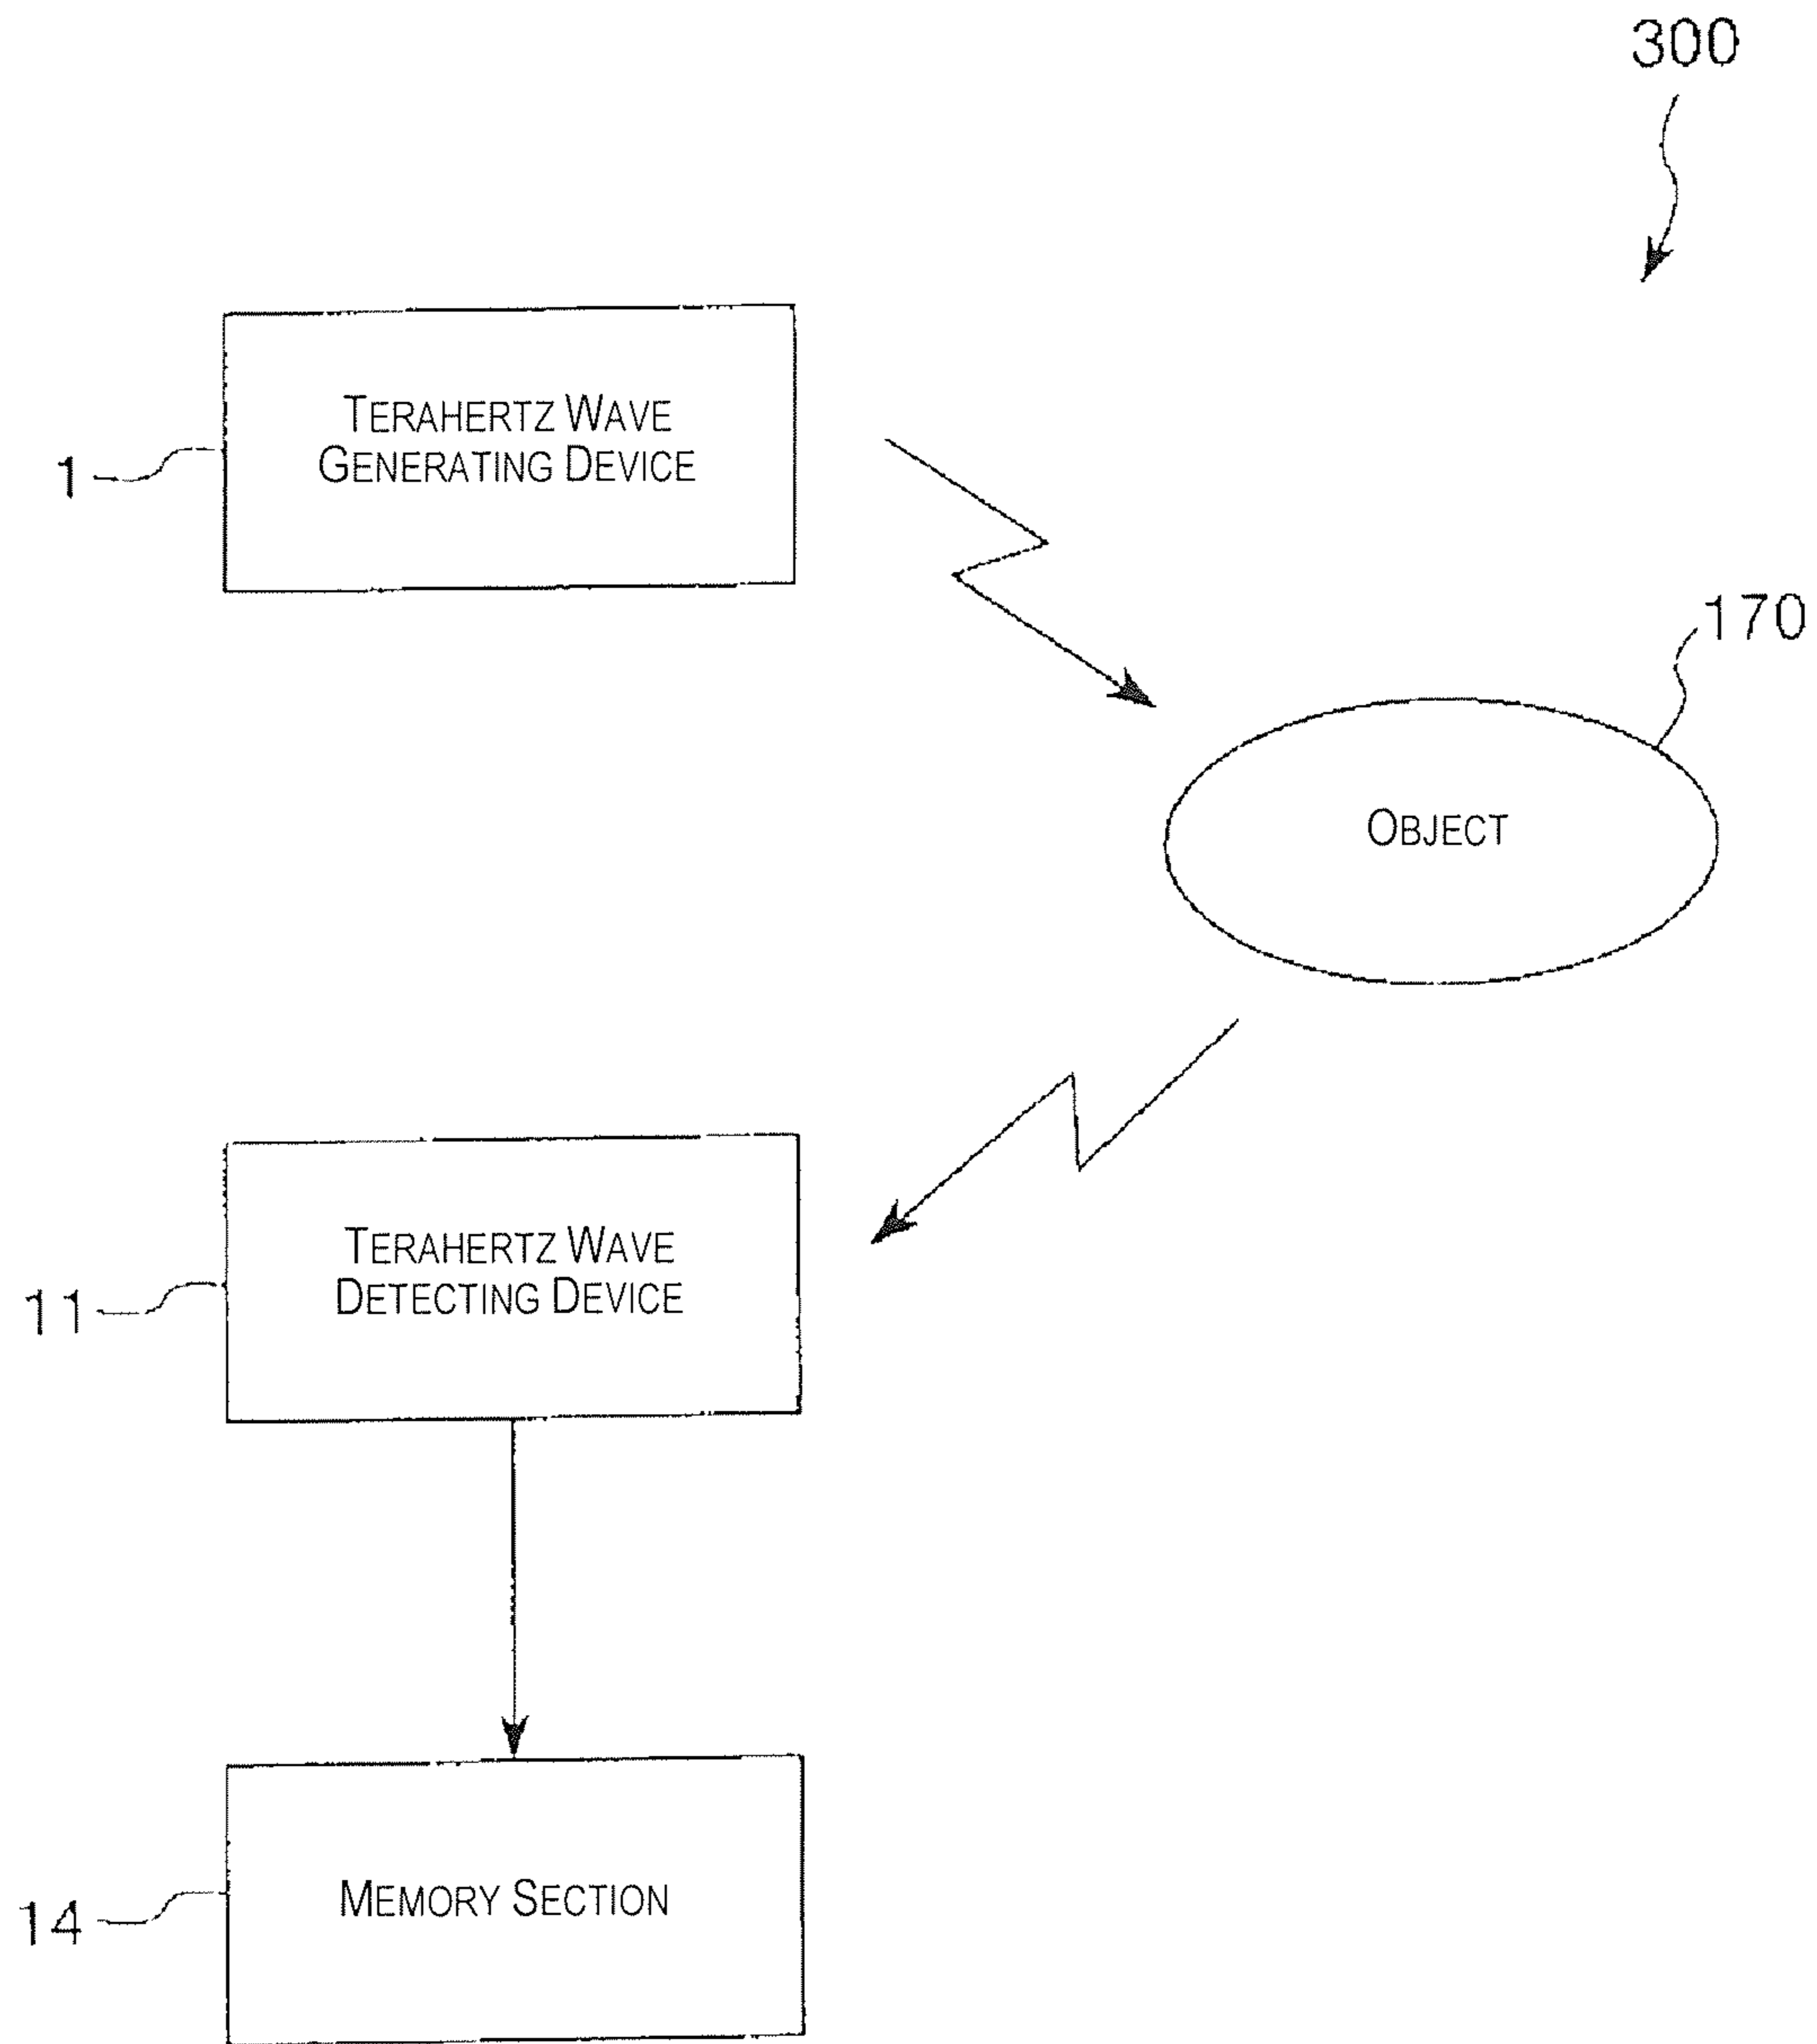 300
TERAHERTZ WAVE
GENERATING DEVICE
1
170
OBJECT
TERAHERTZ WAVE
DETECTING DEVICE
11
MEMORY SECTION
14